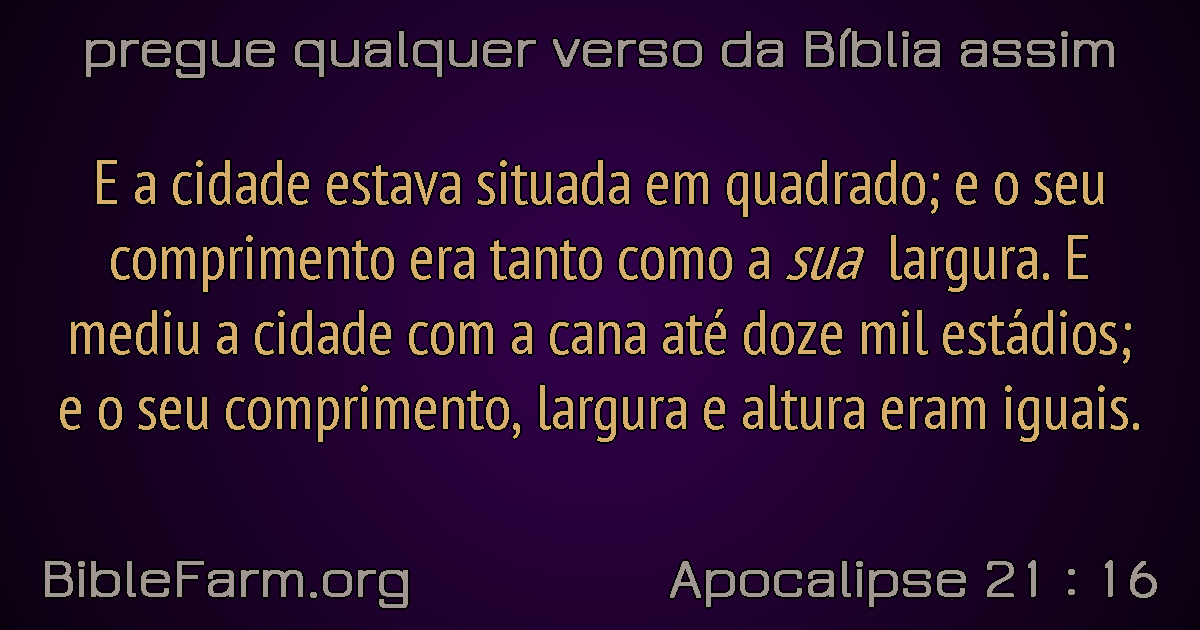 pregue qualquer verso da Bíblia assim
E a cidade estava situada em quadrado; e o seu
comprimento era tanto como a sua largura. E
mediu a cidade com a cana até doze mil estádios;
e o seu comprimento, largura e altura eram iguais.
BibleFarm.org
Apocalipse 21 : 16